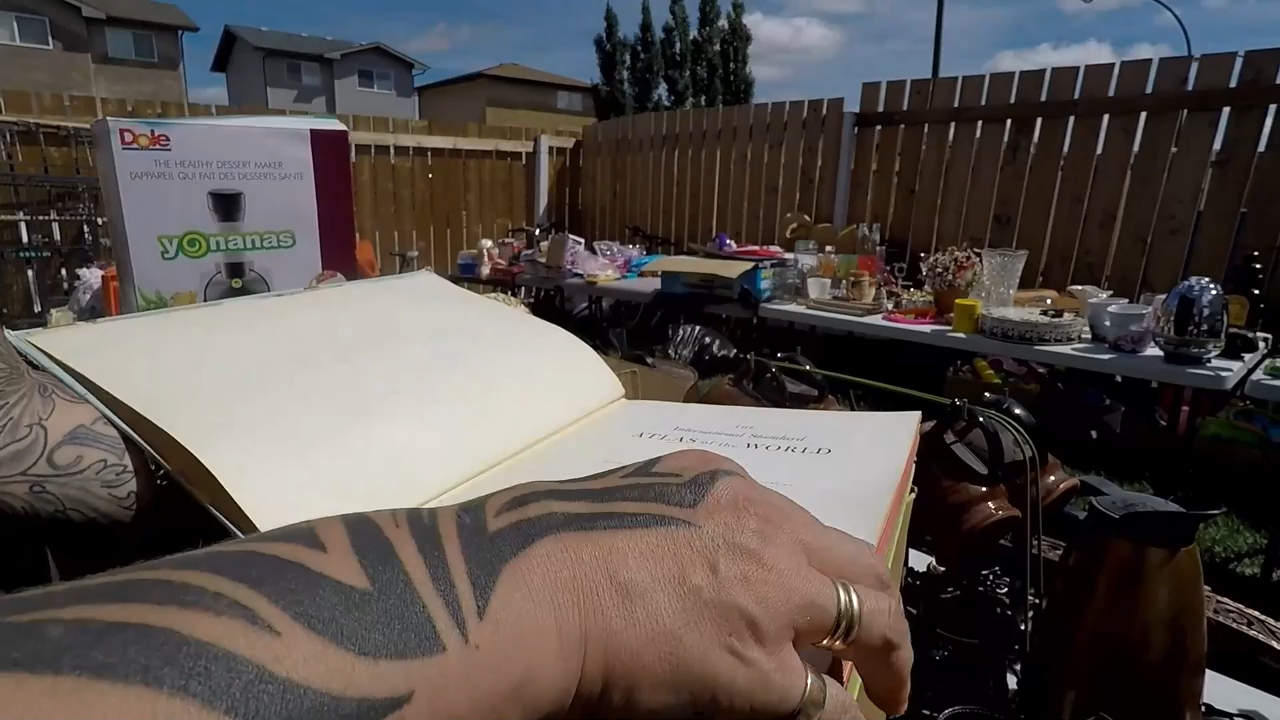 Dole
THE HEALTHY DESSERT MAKER
L'APPAREIL QUI FAIT DES DESSERTS SANTÉ
yonanas
THE
International Standard
ATLAS of the WORLD